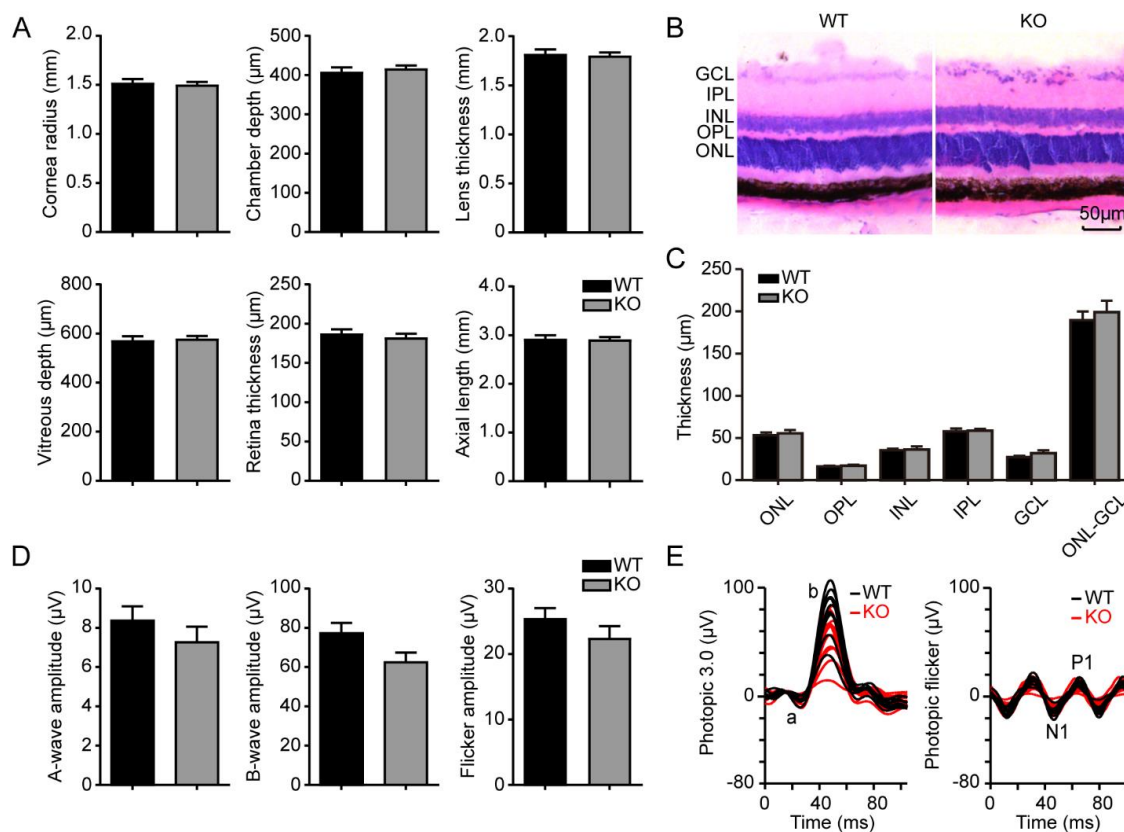 A
Cornea radius (mm)
2.0
1.5
1.0
0.5
0
Chamber depth (µm)
500
400
300
200
100
0
Lens thickness (mm)
2.0
1.6
1.2
1.0
0.5
0
Vitreous depth (µm)
800
600
400
200
0
Retina thickness (µm)
250
200
150
100
50
0
Axial length (mm)
4.0
3.0
2.0
1.0
0
WT
KO
B
WT
KO
GCL
IPL
INL
OPL
ONL
50µm
C
WT
KO
Thickness (µm)
250
200
150
100
50
0
ONL
OPL
INL
IPL
GCL
ONL-GCL
D
A-wave amplitude (µV)
10
8
6
4
2
0
B-wave amplitude (µV)
100
80
60
40
20
0
Flicker amplitude (µV)
30
20
10
0
WT
KO
E
Photopic 3.0 (µV)
100
0
-80
b
a
WT
KO
0
40
80
Time (ms)
Photopic flicker (µV)
100
0
-80
WT
KO
P1
N1
0
40
80
Time (ms)